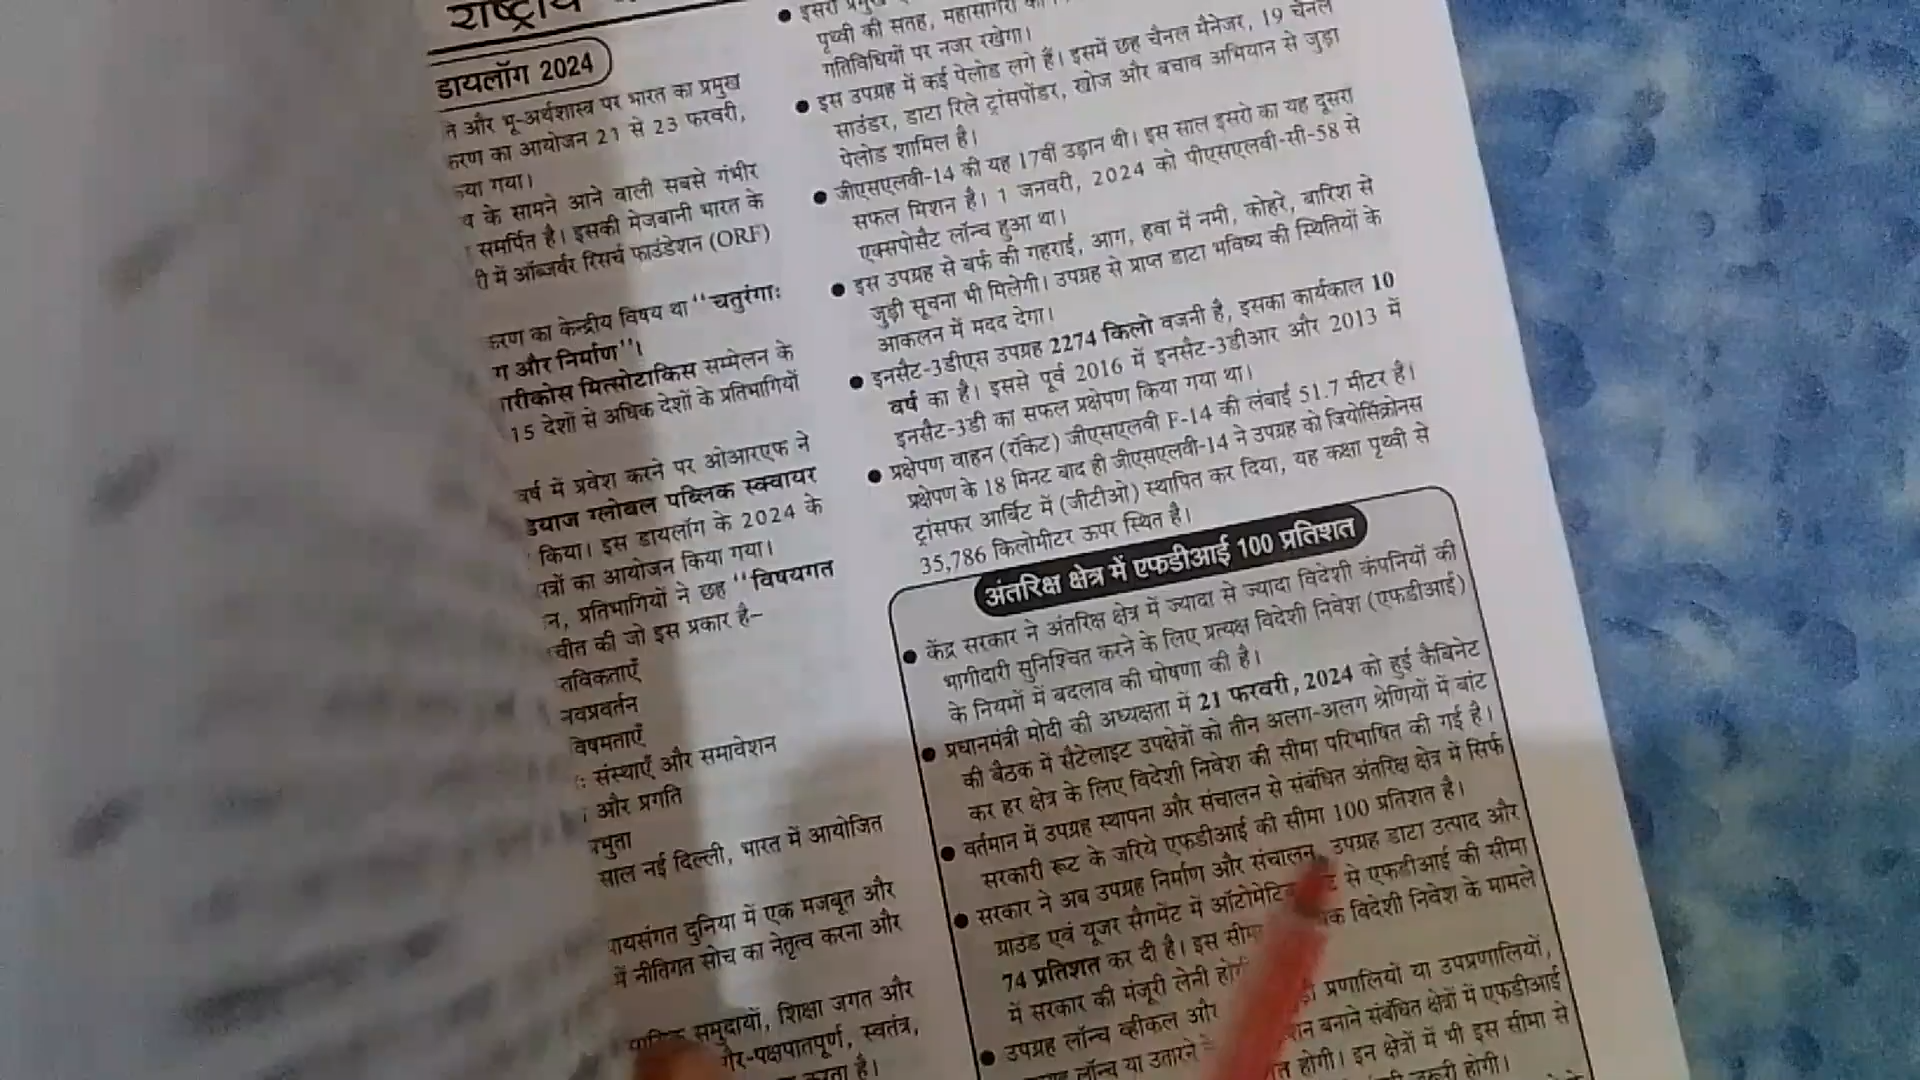 राष्ट्रीय
डायलॉग 2024
और भू-अर्थशास्त्र पर भारत का प्रमुख
का आयोजन 21 से 23 फरवरी,
गया।
के सामने आने वाली सबसे गंभीर
समर्पित है। इसकी मेजबानी भारत के
में ऑब्जर्वर रिसर्च फाउंडेशन (ORF)
का केन्द्रीय विषय था "चतुरंगाः
और निर्माण"।
मित्सोटाकिस सम्मेलन के
15 देशों से अधिक देशों के प्रतिभागियों
वर्ष में प्रवेश करने पर ओआरएफ ने
ग्लोबल पब्लिक स्क्वायर
किया। इस डायलॉग के 2024 के
का आयोजन किया गया।
प्रतिभागियों ने छह "विषयगत
की जो इस प्रकार है–
संस्थाएँ और समावेशन
और प्रगति
साल नई दिल्ली, भारत में आयोजित
दुनिया में एक मजबूत और
में नीतिगत सोच का नेतृत्व करना और
समुदायों, शिक्षा जगत और
गैर-पक्षपातपूर्ण, स्वतंत्र,
करता है।
● इसरो प्रमुख
पृथ्वी की सतह, महासागरों
गतिविधियों पर नजर रखेगा।
● इस उपग्रह में कई पेलोड लगे हैं। इसमें छह चैनल मैनेजर, 19 चैनल
साउंडर, डाटा रिले ट्रांसपोंडर, खोज और बचाव अभियान से जुड़ा
पेलोड शामिल है।
● जीएसएलवी-14 की यह 17वीं उड़ान थी। इस साल इसरो का यह दूसरा
सफल मिशन है। 1 जनवरी, 2024 को पीएसएलवी-सी-58 से
एक्सपोसैट लॉन्च हुआ था।
● इस उपग्रह से बर्फ की गहराई, आग, हवा में नमी, कोहरे, बारिश से
जुड़ी सूचना भी मिलेगी। उपग्रह से प्राप्त डाटा भविष्य की स्थितियों के
आकलन में मदद देगा।
● इनसैट-3डीएस उपग्रह 2274 किलो वजनी है, इसका कार्यकाल 10
वर्ष का है। इससे पूर्व 2016 में इनसैट-3डीआर और 2013 में
इनसैट-3डी का सफल प्रक्षेपण किया गया था।
● प्रक्षेपण वाहन (रॉकेट) जीएसएलवी F-14 की लंबाई 51.7 मीटर है।
प्रक्षेपण के 18 मिनट बाद ही जीएसएलवी-14 ने उपग्रह को जियोसिंक्रोनस
ट्रांसफर आर्बिट में (जीटीओ) स्थापित कर दिया, यह कक्षा पृथ्वी से
35,786 किलोमीटर ऊपर स्थित है।
अंतरिक्ष क्षेत्र में एफडीआई 100 प्रतिशत
● केंद्र सरकार ने अंतरिक्ष क्षेत्र में ज्यादा से ज्यादा विदेशी कंपनियों की
भागीदारी सुनिश्चित करने के लिए प्रत्यक्ष विदेशी निवेश (एफडीआई)
के नियमों में बदलाव की घोषणा की है।
● प्रधानमंत्री मोदी की अध्यक्षता में 21 फरवरी, 2024 को हुई कैबिनेट
की बैठक में सैटेलाइट उपक्षेत्रों को तीन अलग-अलग श्रेणियों में बांट
कर हर क्षेत्र के लिए विदेशी निवेश की सीमा परिभाषित की गई है।
● वर्तमान में उपग्रह स्थापना और संचालन से संबंधित अंतरिक्ष क्षेत्र में सिर्फ
सरकारी रूट के जरिये एफडीआई की सीमा 100 प्रतिशत है।
● सरकार ने अब उपग्रह निर्माण और संचालन, उपग्रह डाटा उत्पाद और
ग्राउंड एवं यूजर सैगमेंट में से एफडीआई की सीमा
74 प्रतिशत कर दी है। इस विदेशी निवेश के मामले
में सरकार की मंजूरी लेनी
● उपग्रह लॉन्च व्हीकल और प्रणालियों या उपप्रणालियों,
लॉन्च या उतारने बनाने संबंधित क्षेत्रों में एफडीआई
होगी। इन क्षेत्रों में भी इस सीमा से
होगी।